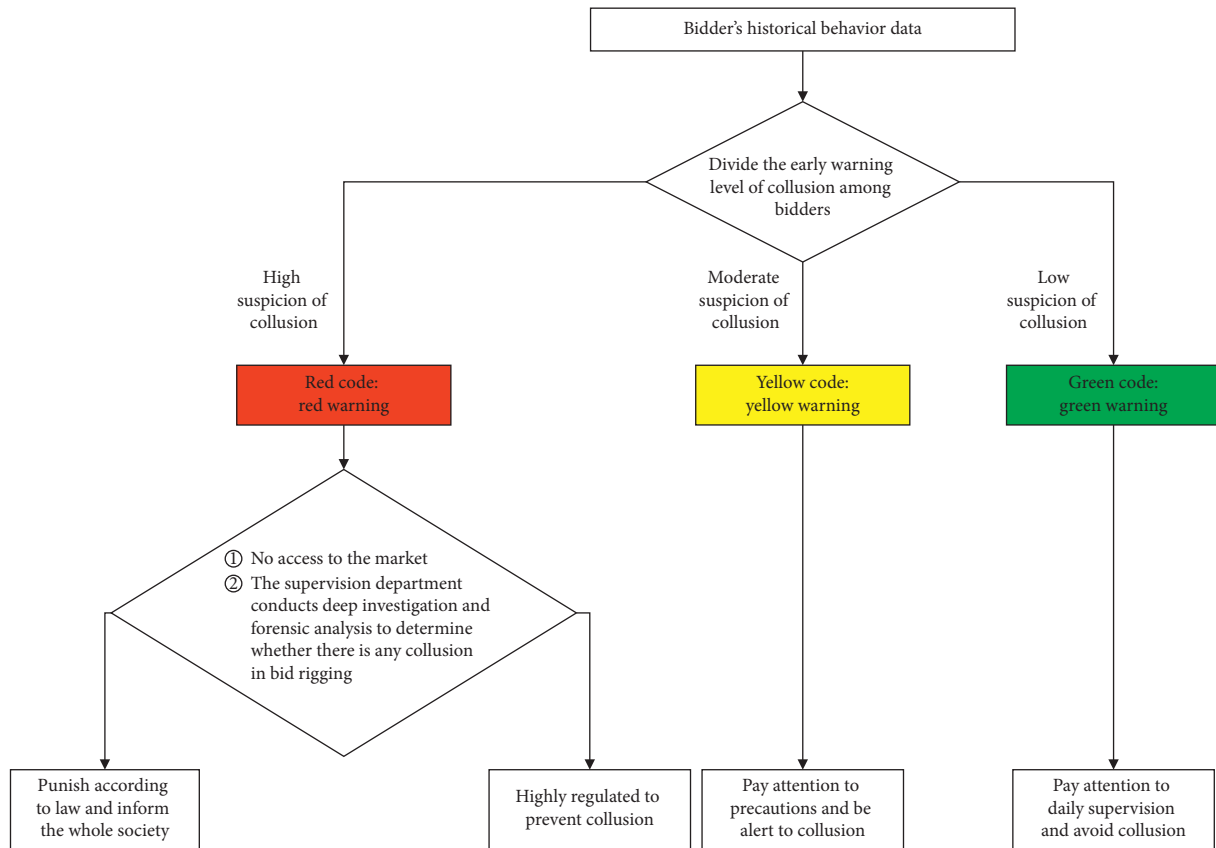 Bidder's historical behavior data
Divide the early warning
level of collusion among
bidders
High
suspicion of
collusion
Moderate
suspicion of
collusion
Low
suspicion of
collusion
Red code:
red warning
Yellow code:
yellow warning
Green code:
green warning
① No access to the market
② The supervision department
conducts deep investigation and
forensic analysis to determine
whether there is any collusion
in bid rigging
Punish according
to law and inform
the whole society
Highly regulated to
prevent collusion
Pay attention to
precautions and be
alert to collusion
Pay attention to
daily supervision
and avoid collusion